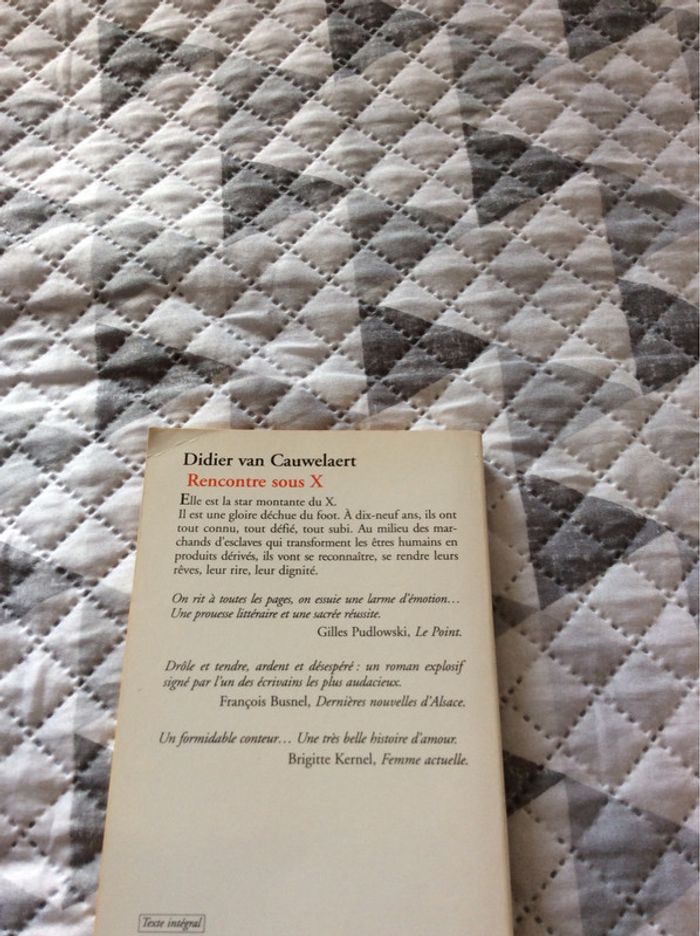 Didier van Cauwelaert
Rencontre sous X
Elle est la star montante du X.
Il est une gloire déchue du foot. À dix-neuf ans, ils ont
tout connu, tout défié, tout subi. Au milieu des mar-
chands d'esclaves qui transforment les êtres humains en
produits dérivés, ils vont se reconnaître, se rendre leurs
rêves, leur rire, leur dignité.
On rit à toutes les pages, on essuie une larme d'émotion...
Une prouesse littéraire et une sacrée réussite.
Gilles Pudlowski, Le Point.
Drôle et tendre, ardent et désespéré : un roman explosif
signé par l'un des écrivains les plus audacieux.
François Busnel, Dernières nouvelles d'Alsace.
Un formidable conteur... Une très belle histoire d'amour.
Brigitte Kernel, Femme actuelle.
Texte intégral